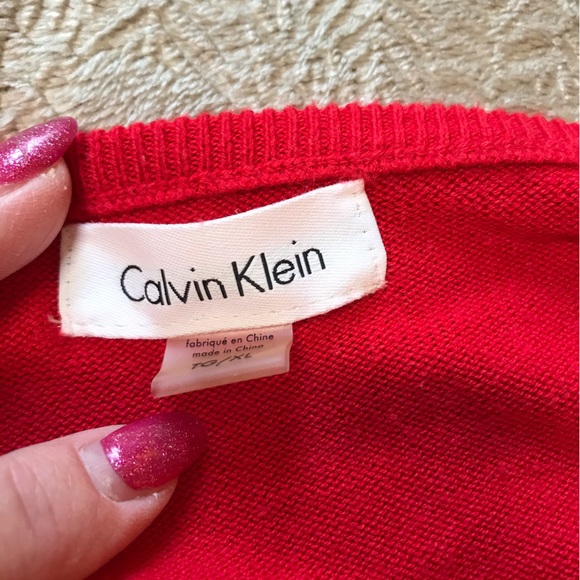 Calvin Klein
fabriqué en Chine
made in China
TG/XL